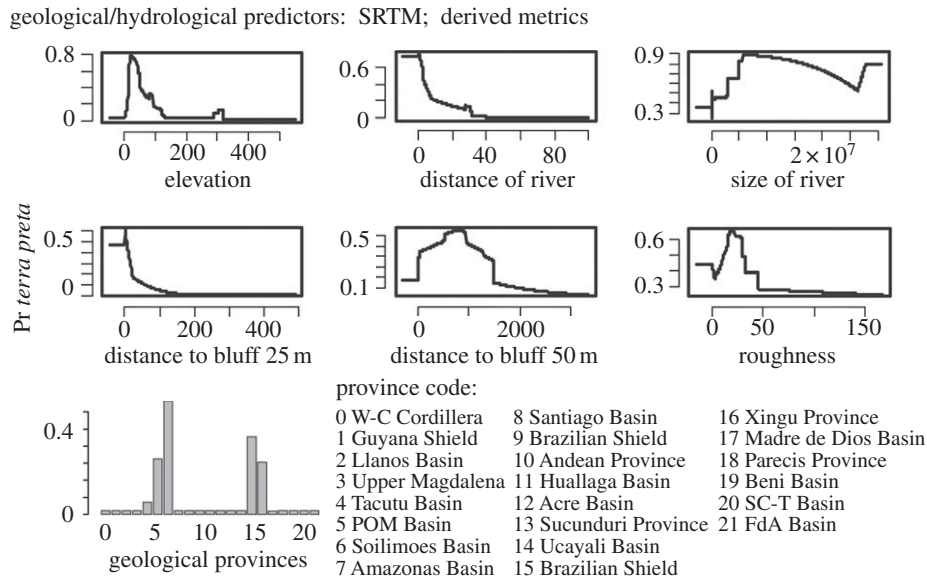 geological/hydrological predictors: SRTM; derived metrics
0.8
0
0 200 400
elevation
0.6
0
0 40 80
distance of river
0.9
0.3
0 2 × 10⁷
size of river
Pr terra preta
0.5
0
0 200 400
distance to bluff 25 m
0.5
0.1
0 2000
distance to bluff 50 m
0.6
0.3
0 50 150
roughness
0.4
0
0 5 10 15 20
geological provinces
province code:
0 W-C Cordillera
1 Guyana Shield
2 Llanos Basin
3 Upper Magdalena
4 Tacutu Basin
5 POM Basin
6 Soilimoes Basin
7 Amazonas Basin
8 Santiago Basin
9 Brazilian Shield
10 Andean Province
11 Huallaga Basin
12 Acre Basin
13 Sucunduri Province
14 Ucayali Basin
15 Brazilian Shield
16 Xingu Province
17 Madre de Dios Basin
18 Parecis Province
19 Beni Basin
20 SC-T Basin
21 FdA Basin